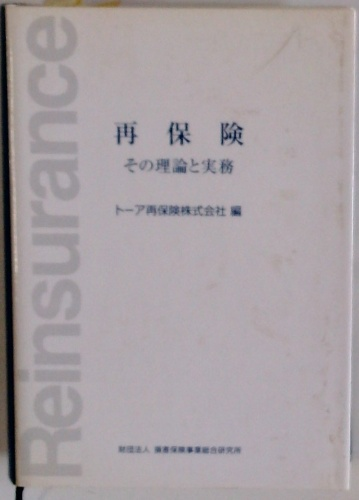 Reinsurance
再保険
その理論と実務
トーア再保険株式会社 編
財団法人 損害保険事業総合研究所